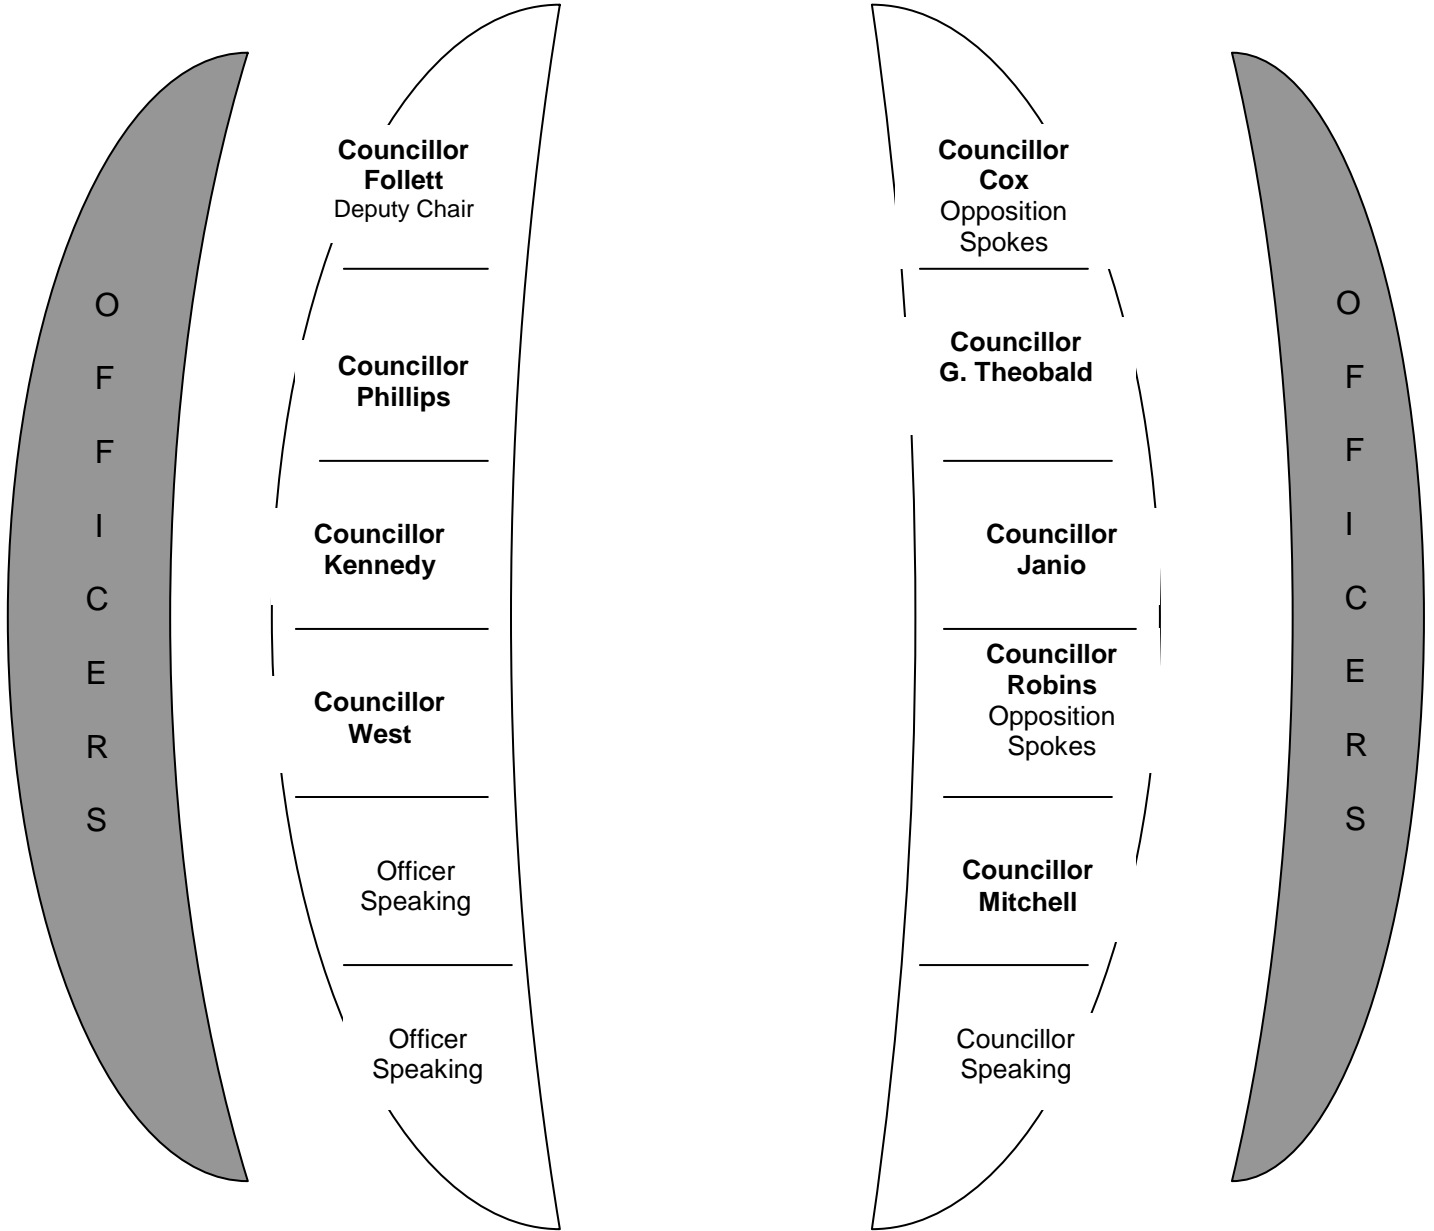 O
F
F
I
C
E
R
S
Councillor
Follett
Deputy Chair
Councillor
Phillips
Councillor
Kennedy
Councillor
West
Officer
Speaking
Officer
Speaking
Councillor
Cox
Opposition
Spokes
Councillor
G. Theobald
Councillor
Janio
Councillor
Robins
Opposition
Spokes
Councillor
Mitchell
Councillor
Speaking
O
F
F
I
C
E
R
S